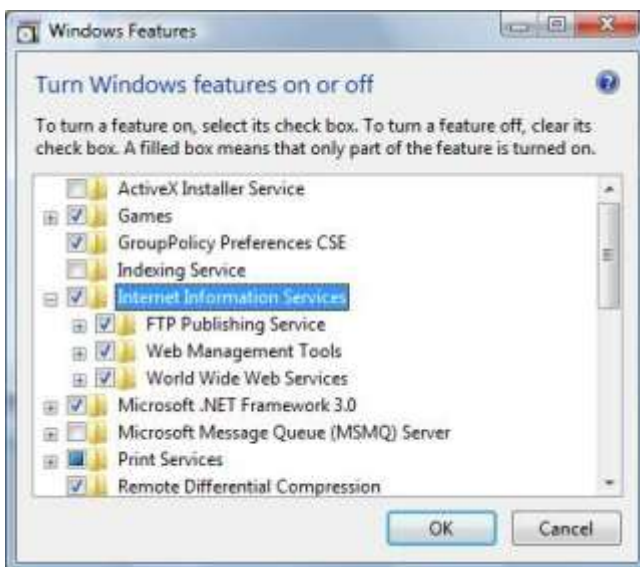 Windows Features
Turn Windows features on or off
To turn a feature on, select its check box. To turn a feature off, clear its
check box. A filled box means that only part of the feature is turned on.
ActiveX Installer Service
Games
GroupPolicy Preferences CSE
Indexing Service
Internet Information Services
FTP Publishing Service
Web Management Tools
World Wide Web Services
Microsoft .NET Framework 3.0
Microsoft Message Queue (MSMQ) Server
Print Services
Remote Differential Compression
OK Cancel